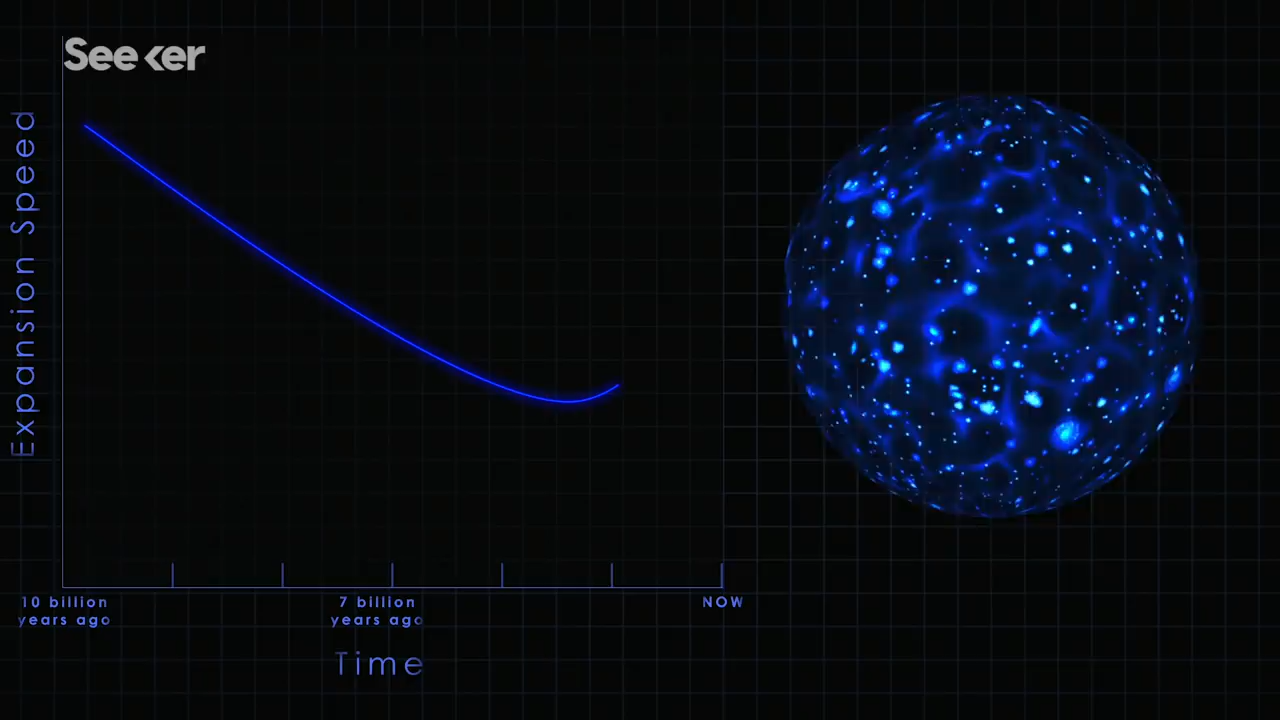 Seeker
Expansion Speed
10 billion
years ago
7 billion
years ago
NOW
Time